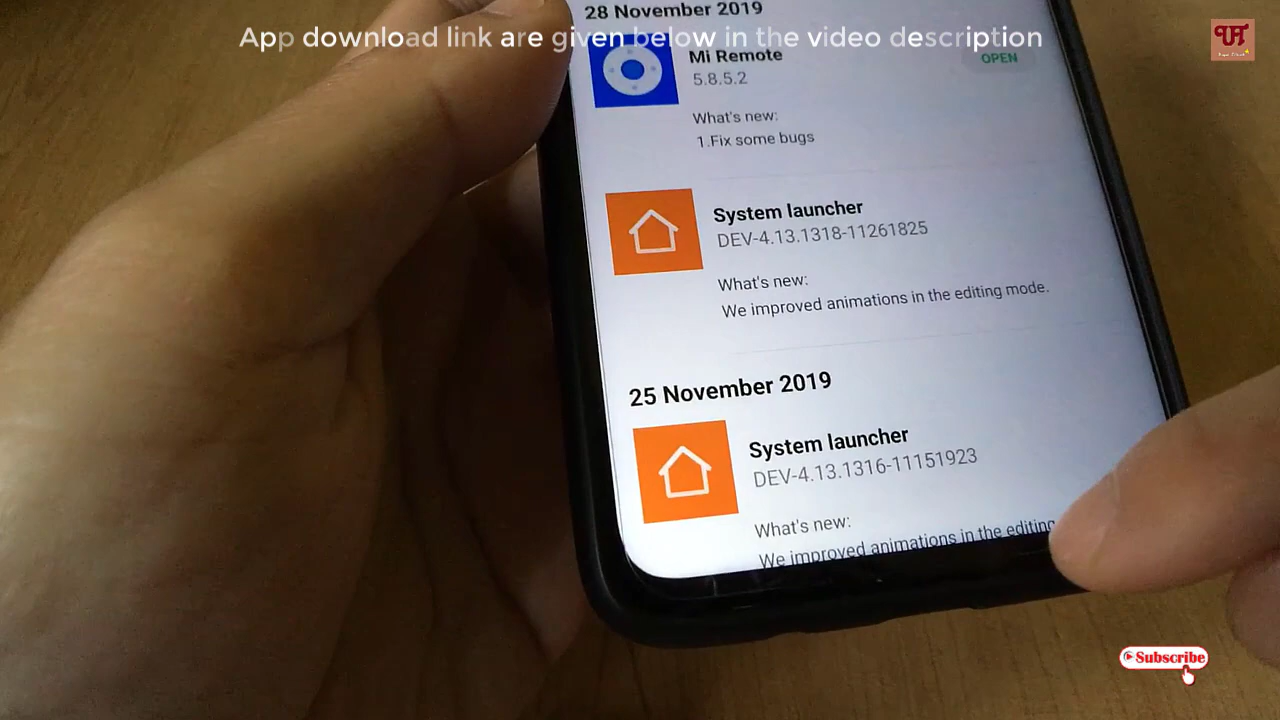 28 November 2019
App download link are given below in the video description
Mi Remote
5.8.5.2
OPEN
What's new:
1.Fix some bugs
System launcher
DEV-4.13.1318-11261825
What's new:
We improved animations in the editing mode.
25 November 2019
System launcher
DEV-4.13.1316-11151923
What's new:
We improved animations in the editing
Subscribe